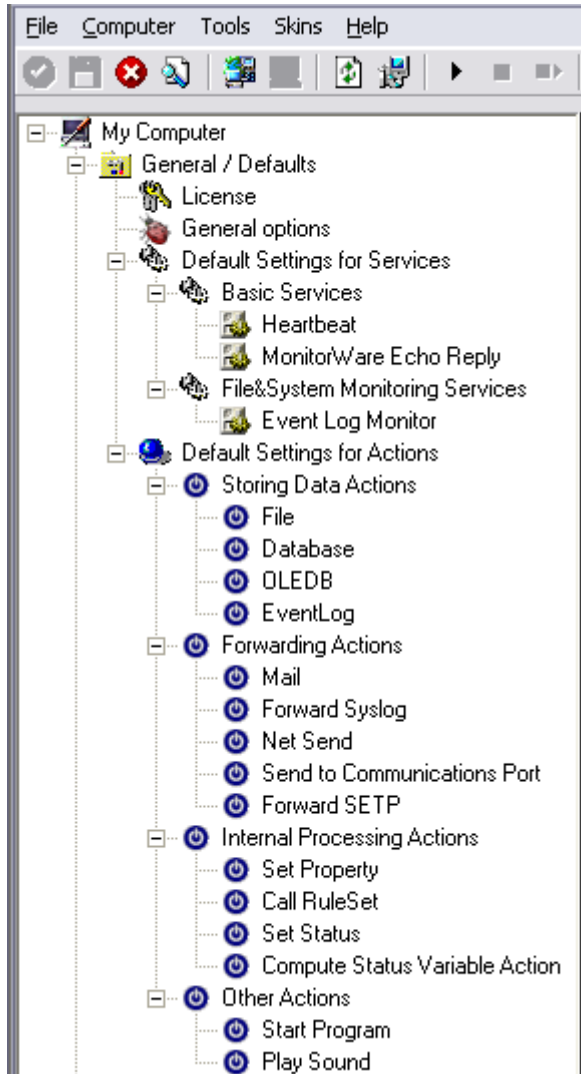 File Computer Tools Skins Help
My Computer
General / Defaults
License
General options
Default Settings for Services
Basic Services
Heartbeat
MonitorWare Echo Reply
File&System Monitoring Services
Event Log Monitor
Default Settings for Actions
Storing Data Actions
File
Database
OLEDB
EventLog
Forwarding Actions
Mail
Forward Syslog
Net Send
Send to Communications Port
Forward SETP
Internal Processing Actions
Set Property
Call RuleSet
Set Status
Compute Status Variable Action
Other Actions
Start Program
Play Sound